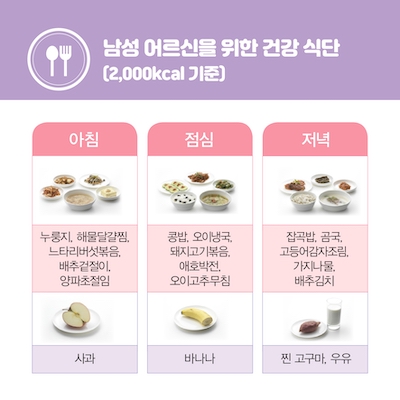 남성 어르신을 위한 건강 식단
(2,000kcal 기준)
아침
누룽지, 해물달걀찜,
느타리버섯볶음,
배추겉절이,
양파초절임
사과
점심
콩밥, 오이냉국,
돼지고기볶음,
애호박전,
오이고추무침
바나나
저녁
잡곡밥, 곰국,
고등어감자조림,
가지나물,
배추김치
찐 고구마, 우유